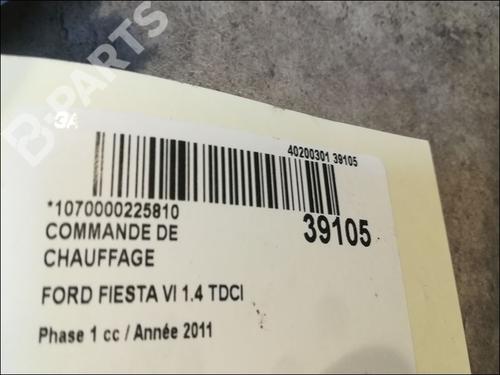 B-PARTS
3A
40200301 39105
*1070000225810
39105
COMMANDE DE
CHAUFFAGE
FORD FIESTA VI 1.4 TDCI
Phase 1 cc / Année 2011